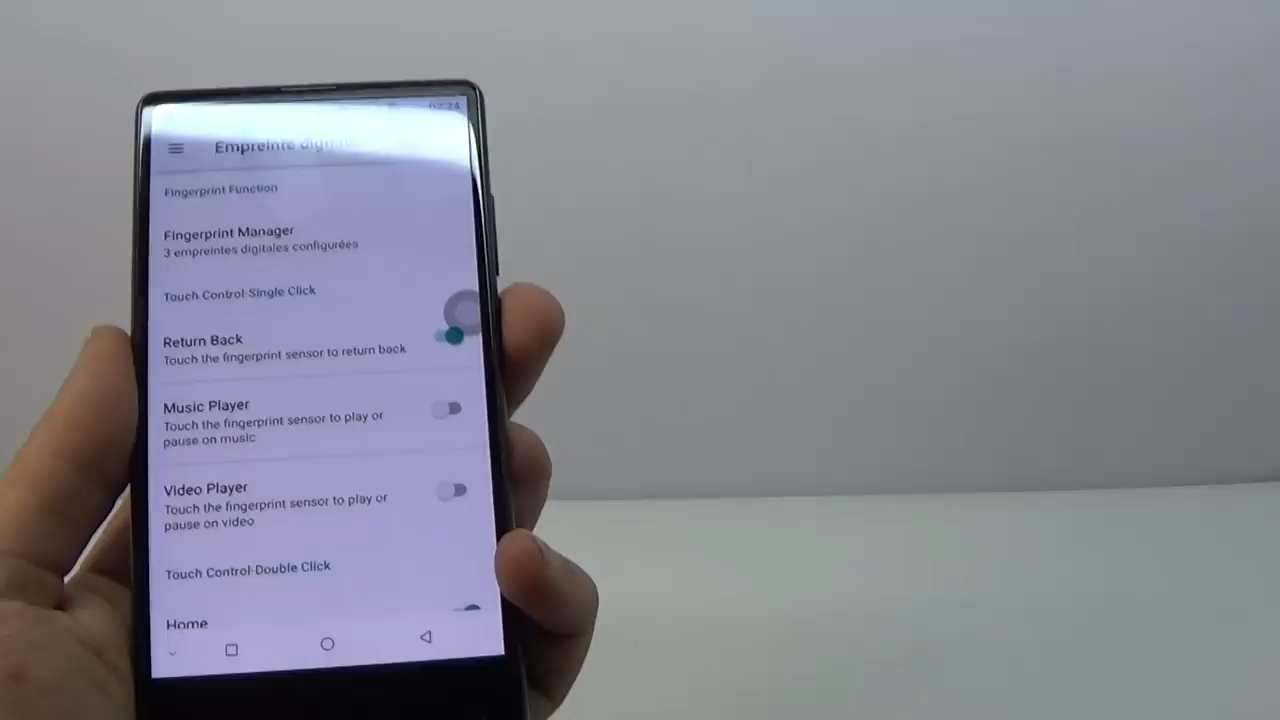 07:24
Empreinte
Fingerprint Function
Fingerprint Manager
3 empreintes digitales configurées
Touch Control-Single Click
Return Back
Touch the fingerprint sensor to return back
Music Player
Touch the fingerprint sensor to play or
pause on music
Video Player
Touch the fingerprint sensor to play or
pause on video
Touch Control-Double Click
Home